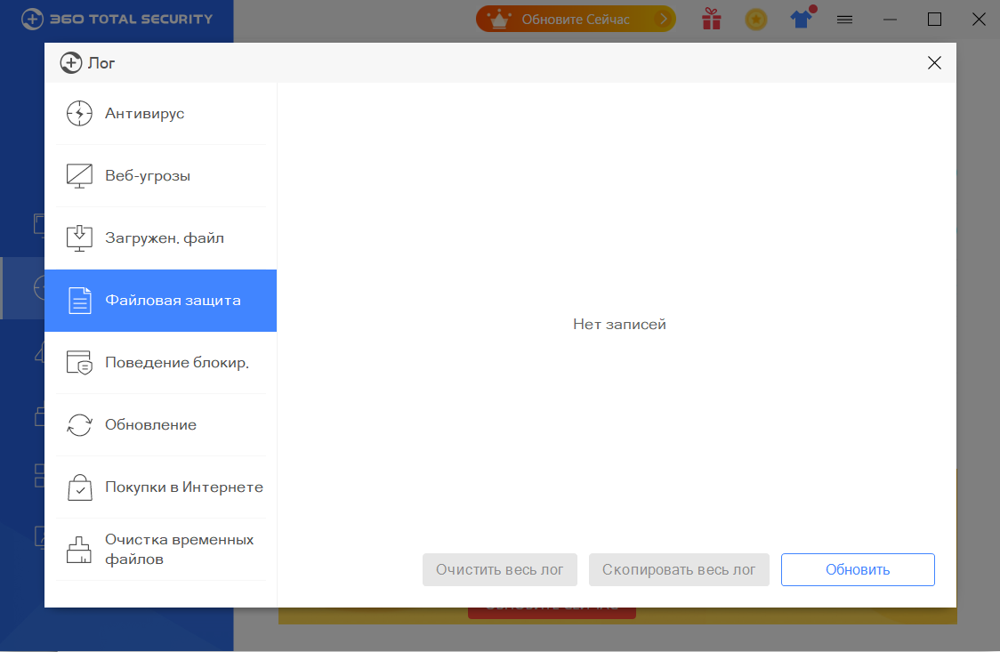 360 TOTAL SECURITY
Обновите Сейчас
Лог
Антивирус
Веб-угрозы
Загружен. файл
Файловая защита
Поведение блокир.
Обновление
Покупки в Интернете
Очистка временных
файлов
Нет записей
Очистить весь лог
Скопировать весь лог
Обновить